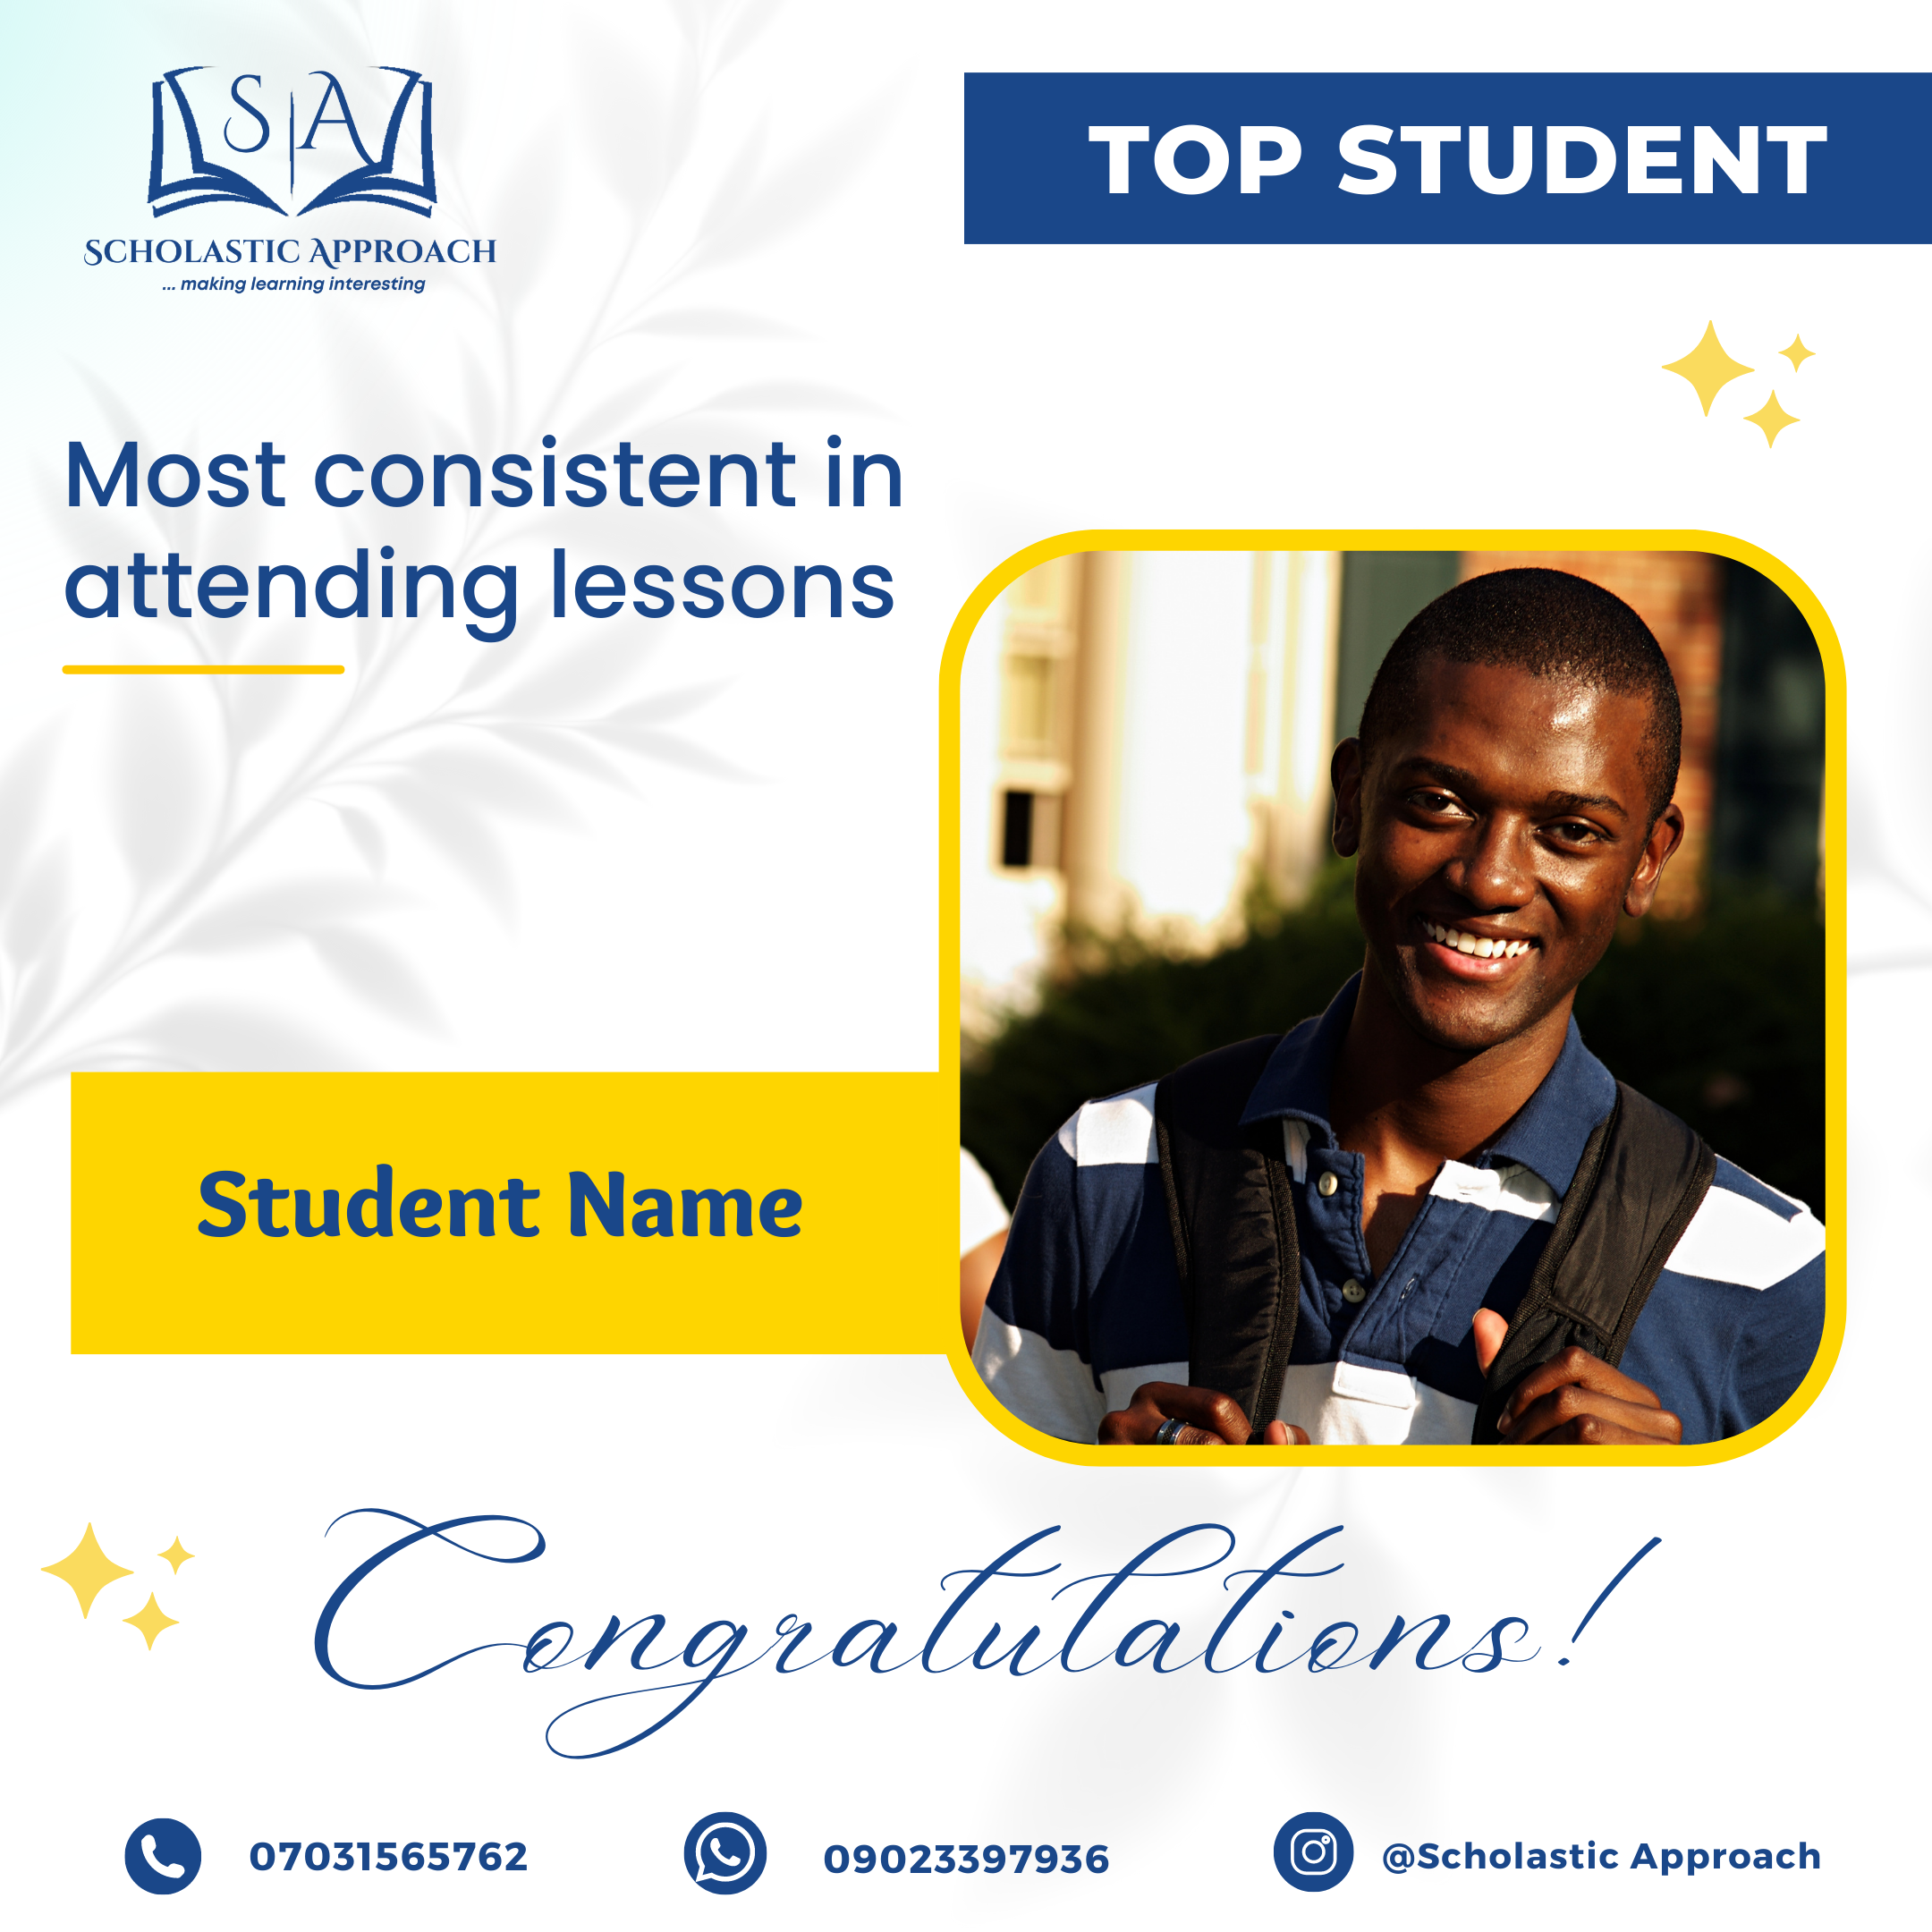 S|A
SCHOLASTIC APPROACH
... making learning interesting
TOP STUDENT
Most consistent in
attending lessons
Student Name
Congratulations!
07031565762
09023397936
@Scholastic Approach